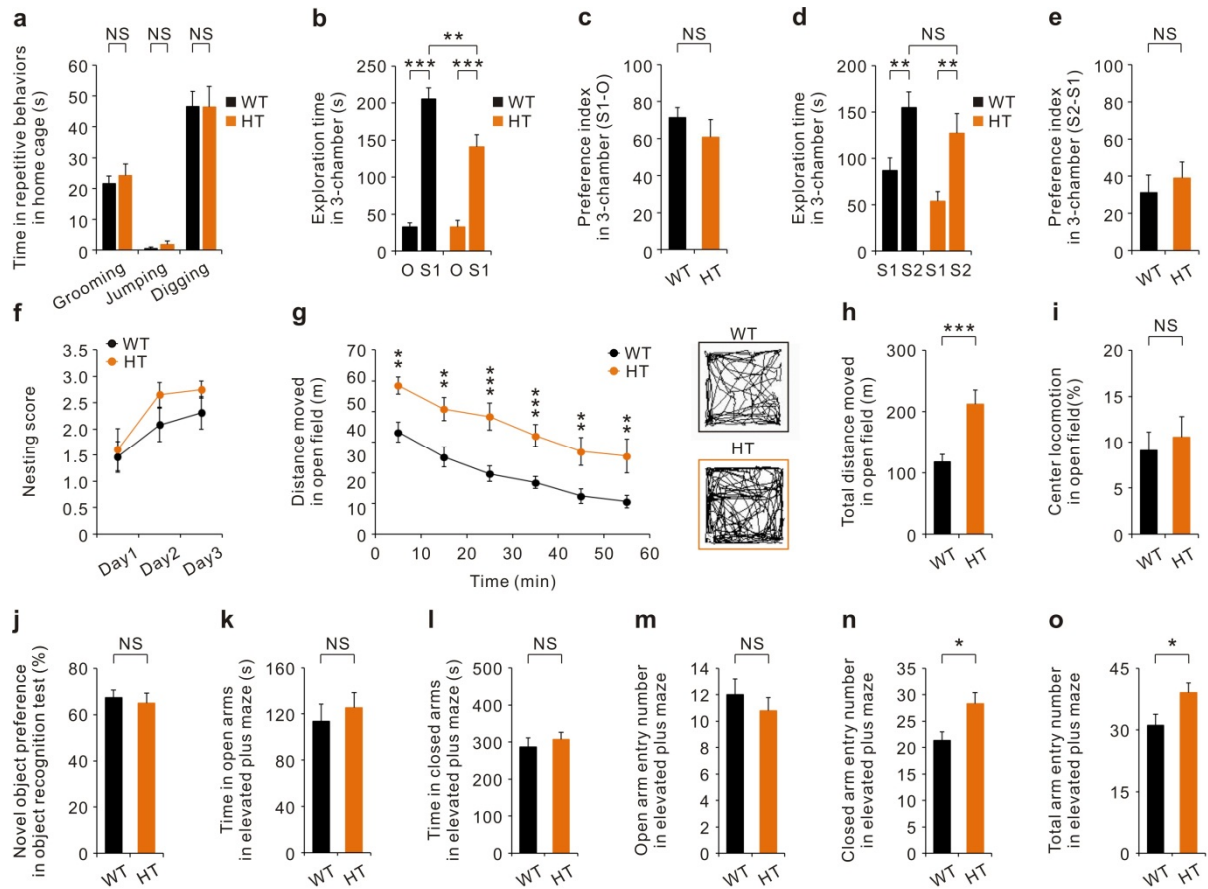 a
Time in repetitive behaviors
in home cage (s)
NS NS NS
60
50
40
30
20
10
0
WT
HT
Grooming
Jumping
Digging
b
Exploration time
in 3-chamber (s)
**
*** ***
250
200
150
100
50
0
WT
HT
O S1 O S1
c
Preference index
in 3-chamber (S1-O)
NS
100
80
60
40
20
0
WT HT
d
Exploration time
in 3-chamber (s)
NS
** **
200
150
100
50
0
WT
HT
S1 S2 S1 S2
e
Preference index
in 3-chamber (S2-S1)
NS
100
80
60
40
20
0
WT HT
f
Nesting score
3.5
3.0
2.5
2.0
1.5
1.0
0.5
0
WT
HT
Day1 Day2 Day3
g
Distance moved
in open field (m)
70
60
50
40
30
20
10
0
** ** *** *** ** **
WT
HT
0 10 20 30 40 50 60
Time (min)
WT
HT
h
Total distance moved
in open field (m)
***
300
200
100
0
WT HT
i
Center locomotion
in open field(%)
NS
20
15
10
5
0
WT HT
j
Novel object preference
in object recognition test (%)
NS
100
80
60
40
20
0
WT HT
k
Time in open arms
in elevated plus maze (s)
NS
160
120
80
40
0
WT HT
l
Time in closed arms
in elevated plus maze (s)
NS
500
400
300
200
100
0
WT HT
m
Open arm entry number
in elevated plus maze
NS
14
12
10
8
6
4
2
0
WT HT
n
Closed arm entry number
in elevated plus maze
*
35
30
25
20
15
10
5
0
WT HT
o
Total arm entry number
in elevated plus maze
*
45
30
15
0
WT HT